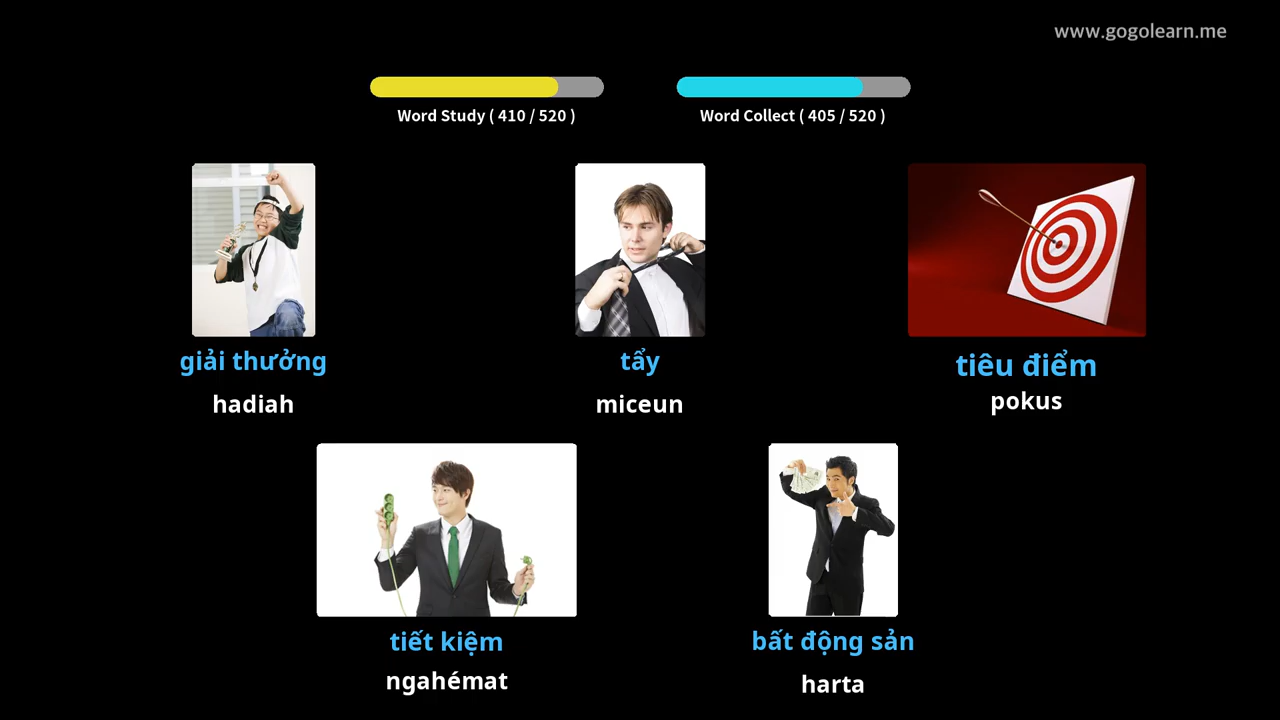 www.gogolearn.me
Word Study ( 410 / 520 )
Word Collect ( 405 / 520 )
giải thưởng
hadiah
tẩy
miceun
tiêu điểm
pokus
tiết kiệm
ngahémat
bất động sản
harta